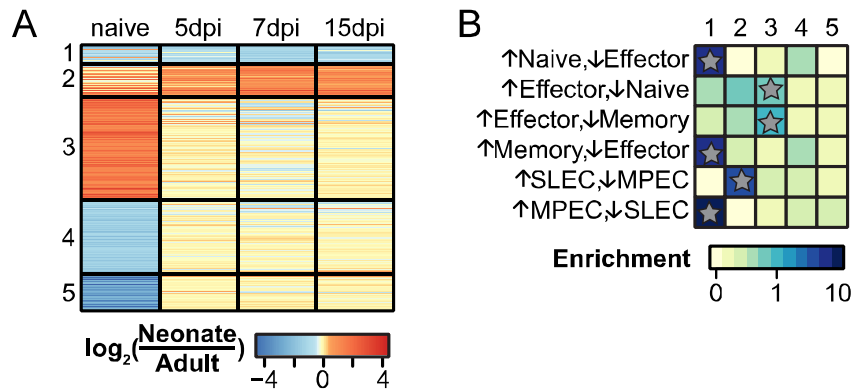 A
naive 5dpi 7dpi 15dpi
1
2
3
4
5
log2(Neonate/Adult)
−4 0 4
B
1 2 3 4 5
↑Naive,↓Effector
↑Effector,↓Naive
↑Effector,↓Memory
↑Memory,↓Effector
↑SLEC,↓MPEC
↑MPEC,↓SLEC
Enrichment
0 1 10